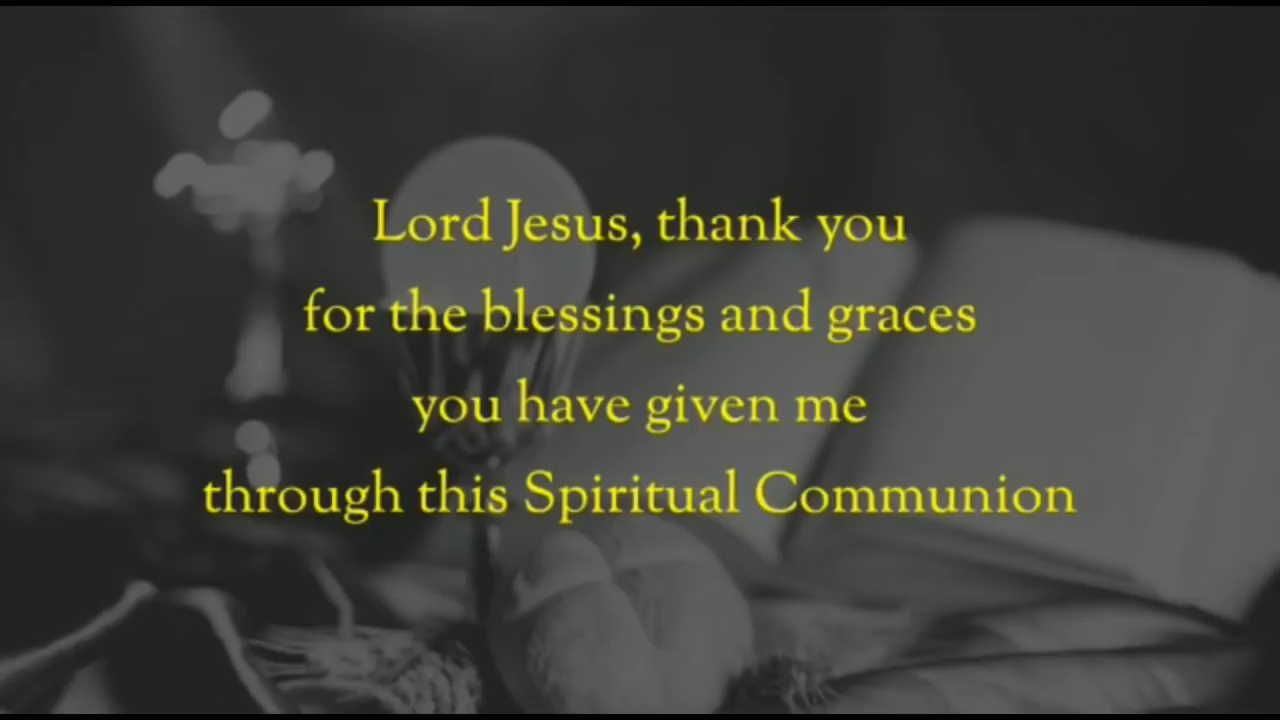 Lord Jesus, thank you
for the blessings and graces
you have given me
through this Spiritual Communion